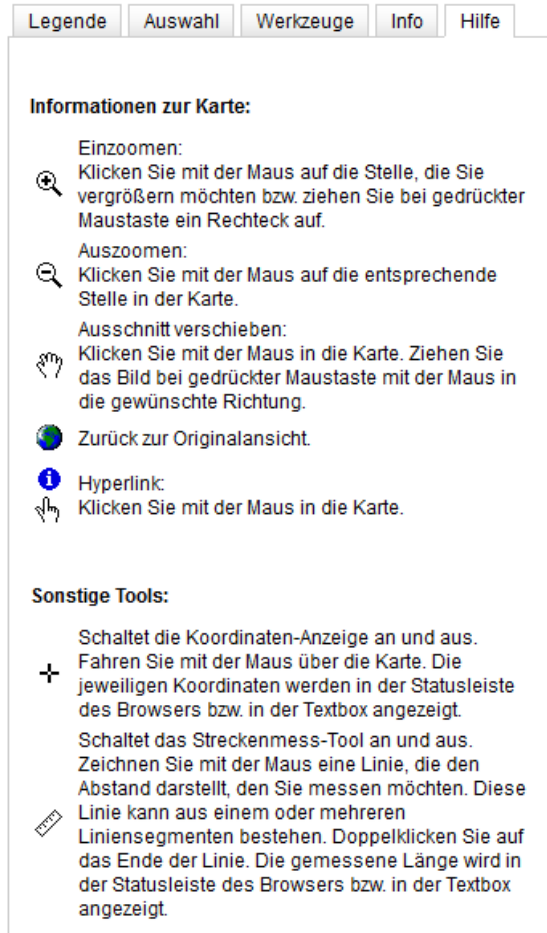 Legende Auswahl Werkzeuge Info Hilfe
Informationen zur Karte:
Einzoomen:
Klicken Sie mit der Maus auf die Stelle, die Sie
vergrößern möchten bzw. ziehen Sie bei gedrückter
Maustaste ein Rechteck auf.
Auszoomen:
Klicken Sie mit der Maus auf die entsprechende
Stelle in der Karte.
Ausschnitt verschieben:
Klicken Sie mit der Maus in die Karte. Ziehen Sie
das Bild bei gedrückter Maustaste mit der Maus in
die gewünschte Richtung.
Zurück zur Originalansicht.
Hyperlink:
Klicken Sie mit der Maus in die Karte.
Sonstige Tools:
Schaltet die Koordinaten-Anzeige an und aus.
Fahren Sie mit der Maus über die Karte. Die
jeweiligen Koordinaten werden in der Statusleiste
des Browsers bzw. in der Textbox angezeigt.
Schaltet das Streckenmess-Tool an und aus.
Zeichnen Sie mit der Maus eine Linie, die den
Abstand darstellt, den Sie messen möchten. Diese
Linie kann aus einem oder mehreren
Liniensegmenten bestehen. Doppelklicken Sie auf
das Ende der Linie. Die gemessene Länge wird in
der Statusleiste des Browsers bzw. in der Textbox
angezeigt.